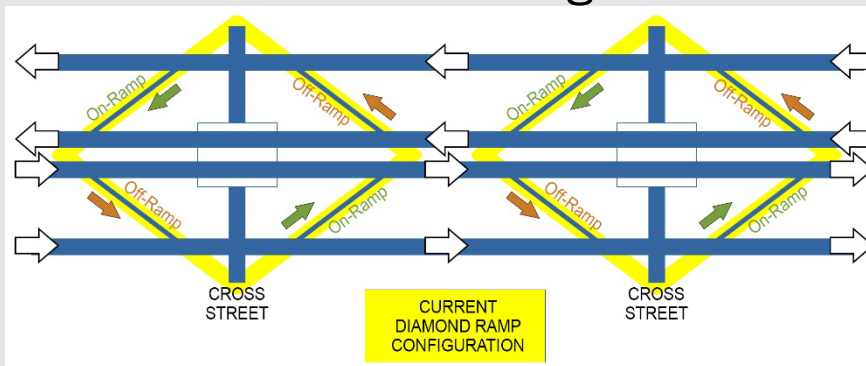 On-Ramp
Off-Ramp
On-Ramp
Off-Ramp
Off-Ramp
On-Ramp
Off-Ramp
On-Ramp
CROSS
STREET
CURRENT
DIAMOND RAMP
CONFIGURATION
CROSS
STREET